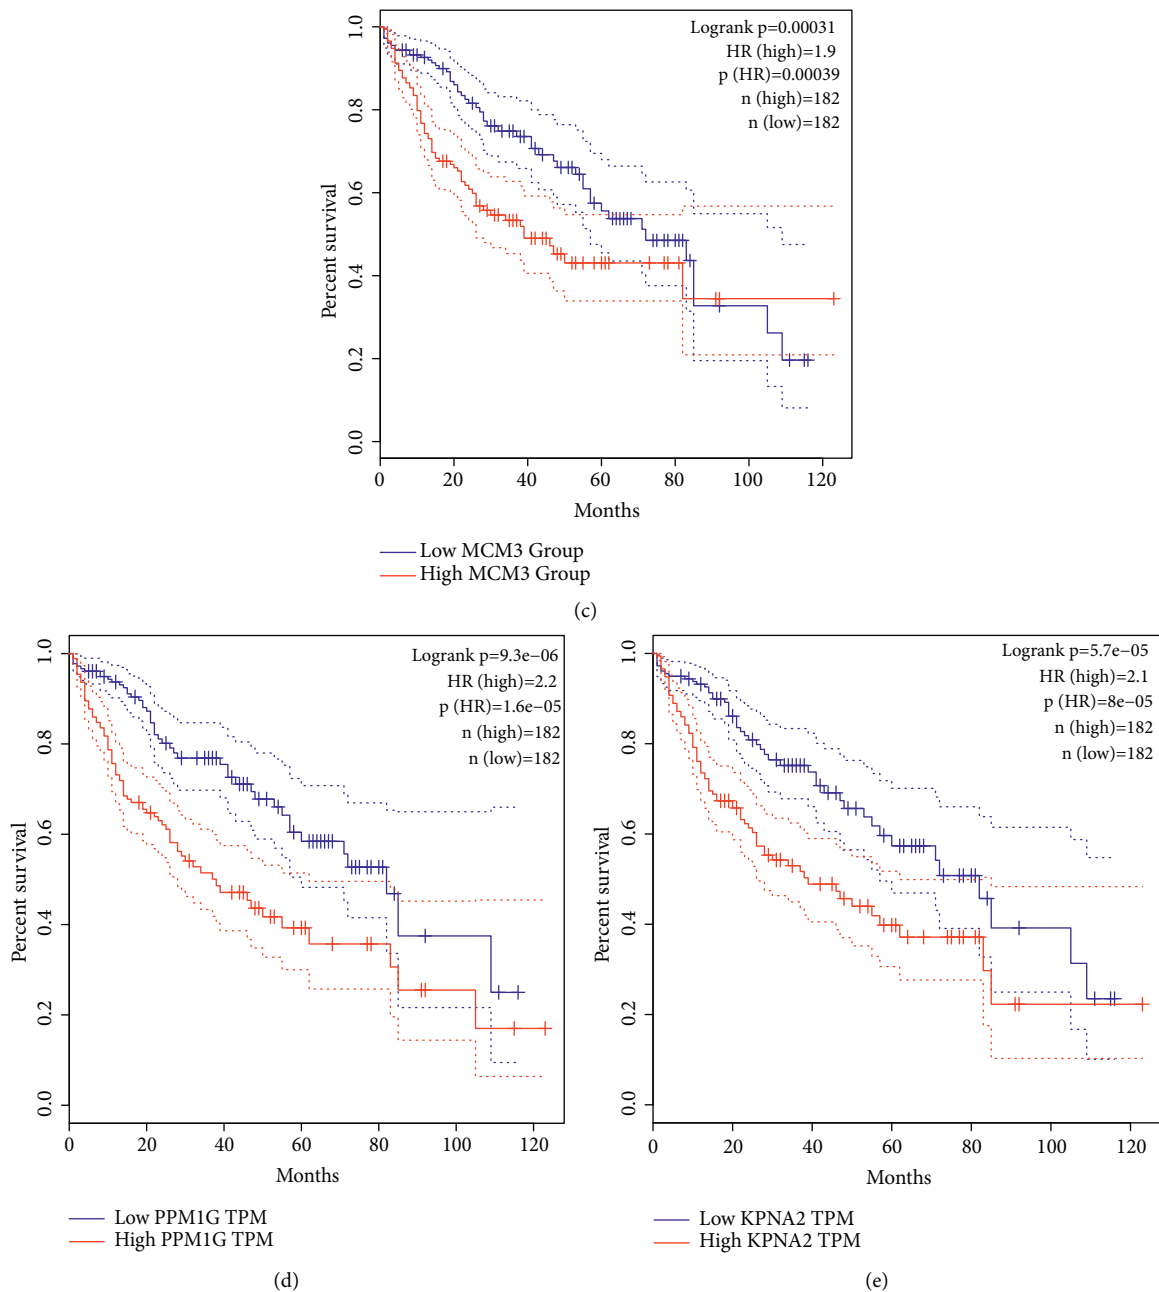 Logrank p=0.00031
HR (high)=1.9
p (HR)=0.00039
n (high)=182
n (low)=182
Percent survival
1.0
0.8
0.6
0.4
0.2
0.0
0 20 40 60 80 100 120
Months
Low MCM3 Group
High MCM3 Group
(c)
Logrank p=9.3e−06
HR (high)=2.2
p (HR)=1.6e−05
n (high)=182
n (low)=182
Percent survival
1.0
0.8
0.6
0.4
0.2
0.0
0 20 40 60 80 100 120
Months
Low PPM1G TPM
High PPM1G TPM
(d)
Logrank p=5.7e−05
HR (high)=2.1
p (HR)=8e−05
n (high)=182
n (low)=182
Percent survival
1.0
0.8
0.6
0.4
0.2
0.0
0 20 40 60 80 100 120
Months
Low KPNA2 TPM
High KPNA2 TPM
(e)